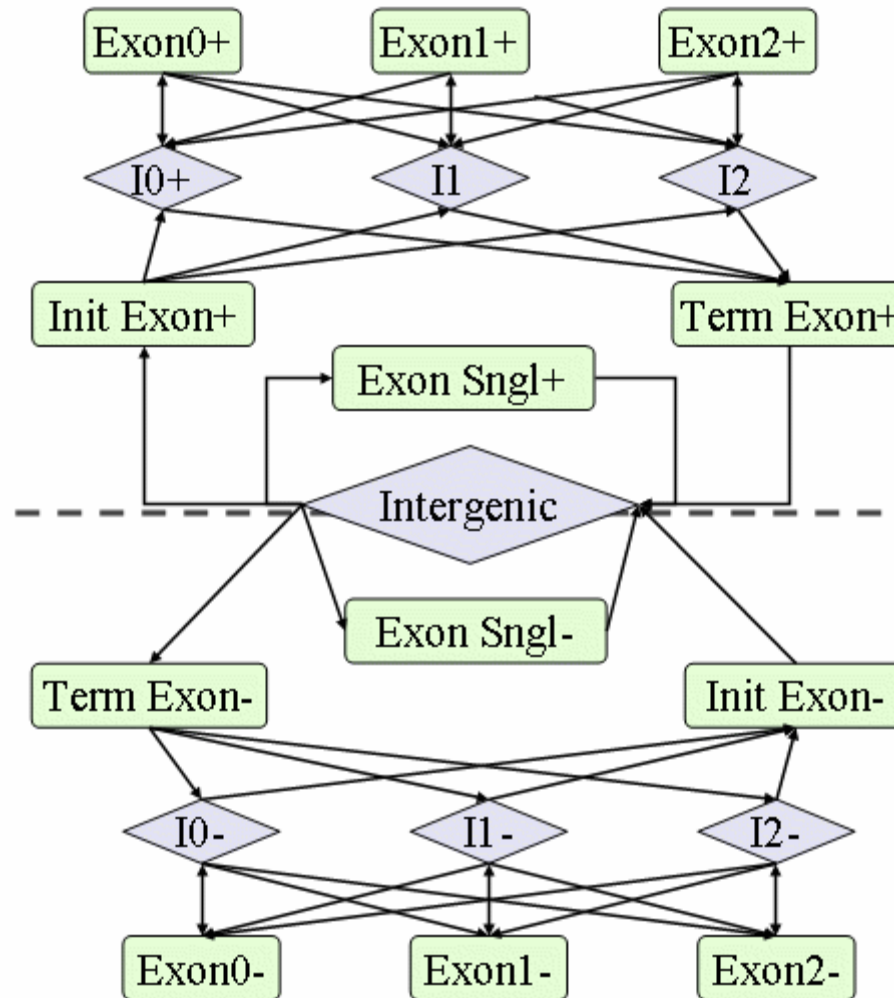 Exon0+ Exon1+ Exon2+
I0+ I1 I2
Init Exon+ Term Exon+
Exon Sngl+
Intergenic
Exon Sngl-
Term Exon- Init Exon-
I0- I1- I2-
Exon0- Exon1- Exon2-